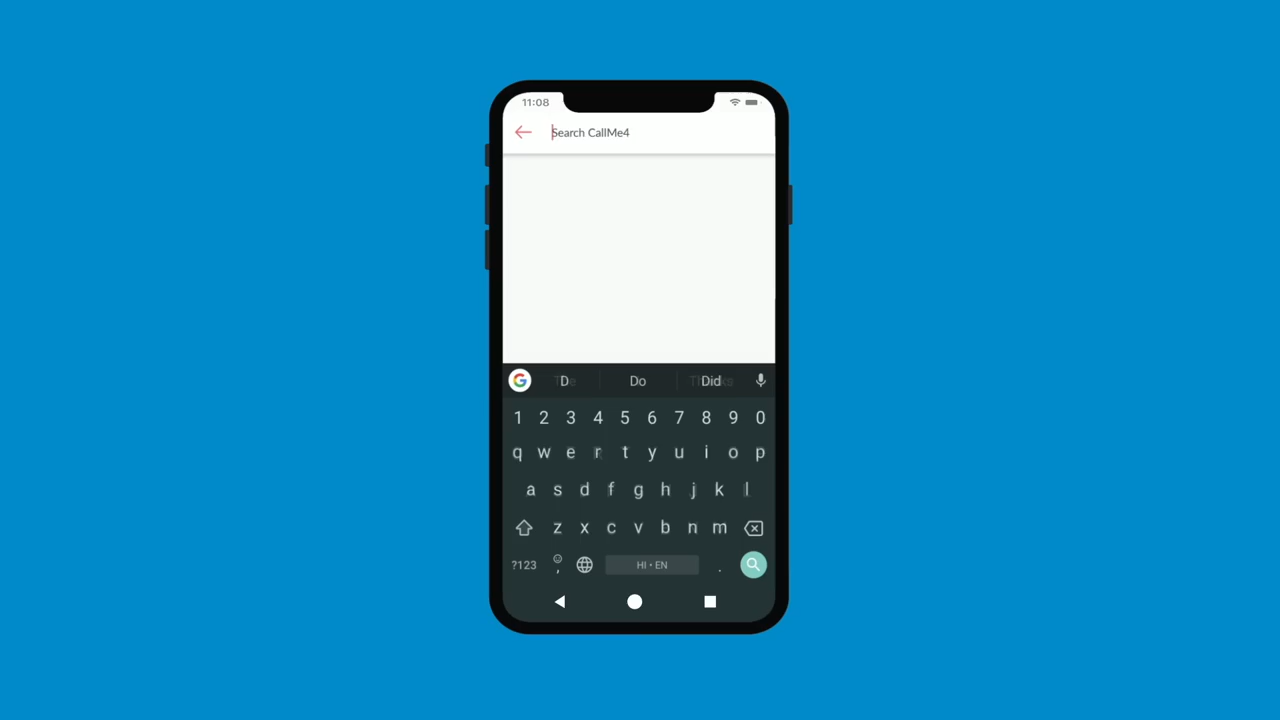 11:08
Search CallMe4
G D Do Did
1 2 3 4 5 6 7 8 9 0
q w e r t y u i o p
a s d f g h j k l
z x c v b n m
?123 , HI • EN .